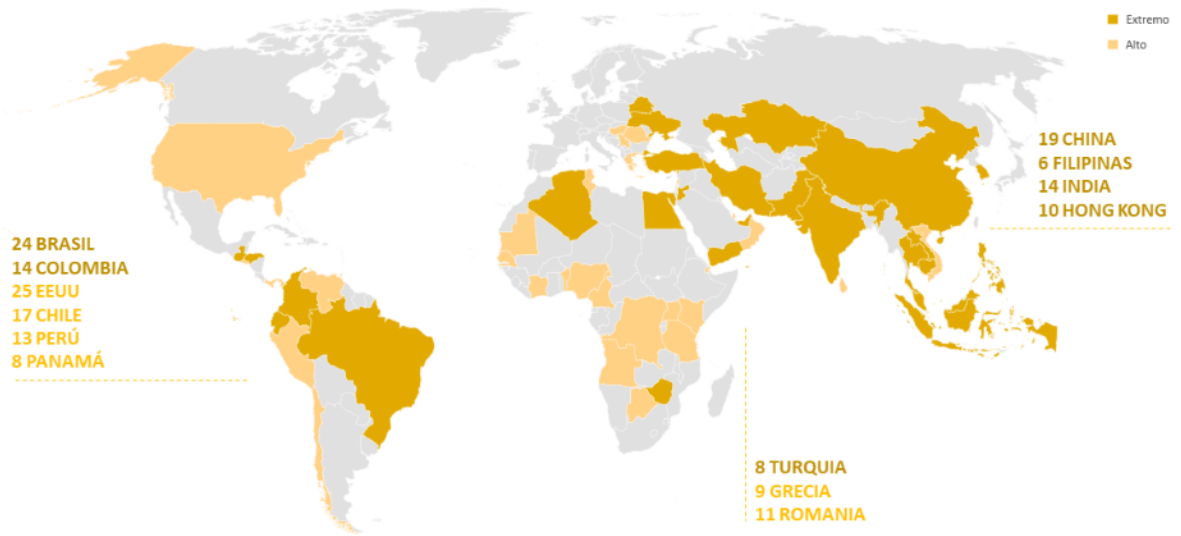 Extremo
Alto
19 CHINA
6 FILIPINAS
14 INDIA
10 HONG KONG
24 BRASIL
14 COLOMBIA
25 EEUU
17 CHILE
13 PERÚ
8 PANAMÁ
8 TURQUIA
9 GRECIA
11 ROMANIA